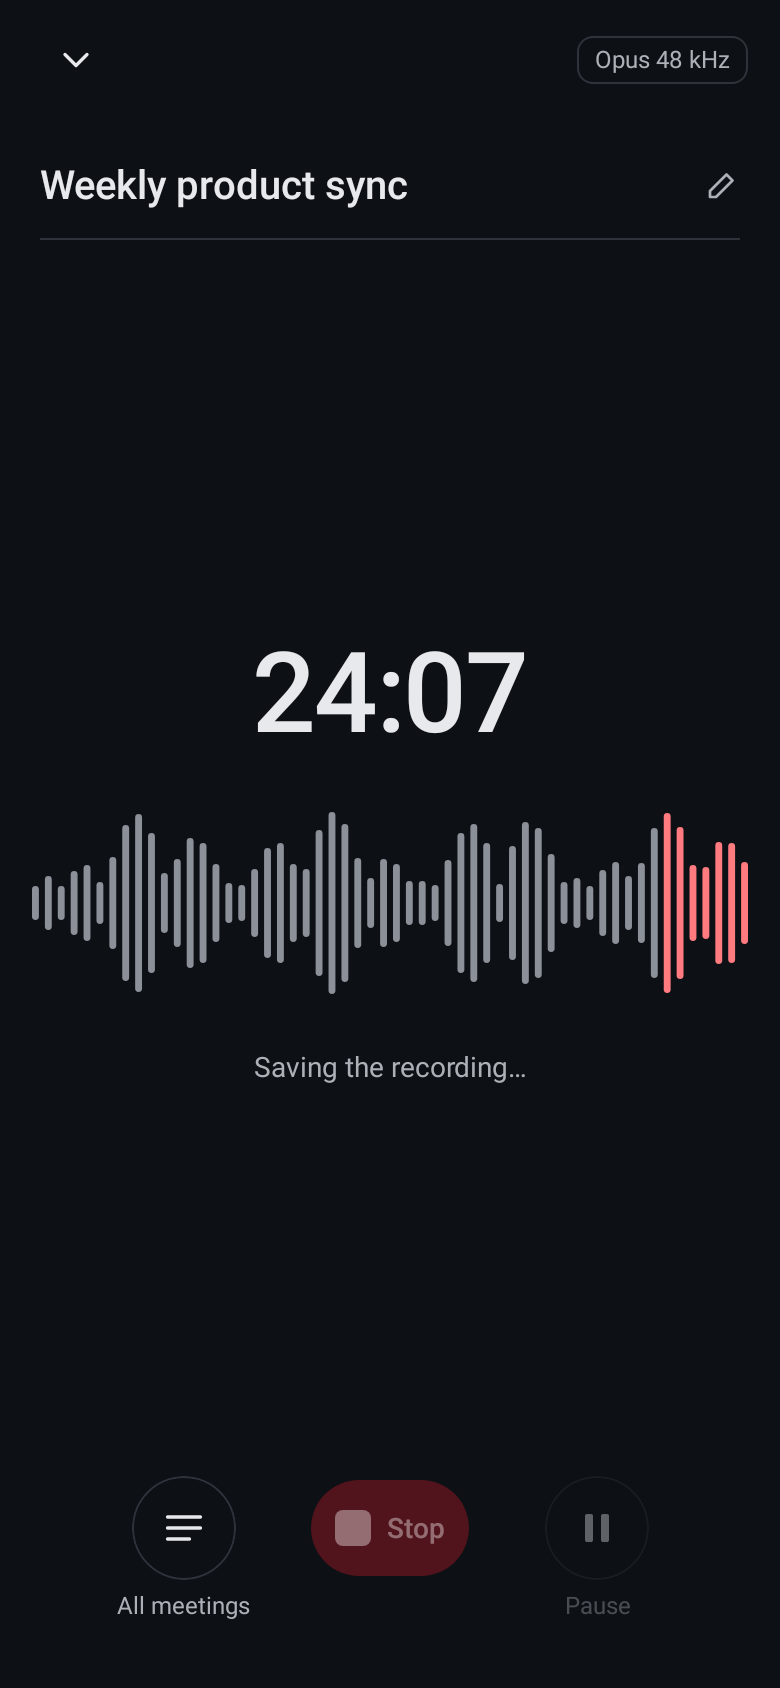 Opus 48 kHz
Weekly product sync
24:07
Saving the recording…
Stop
All meetings
Pause